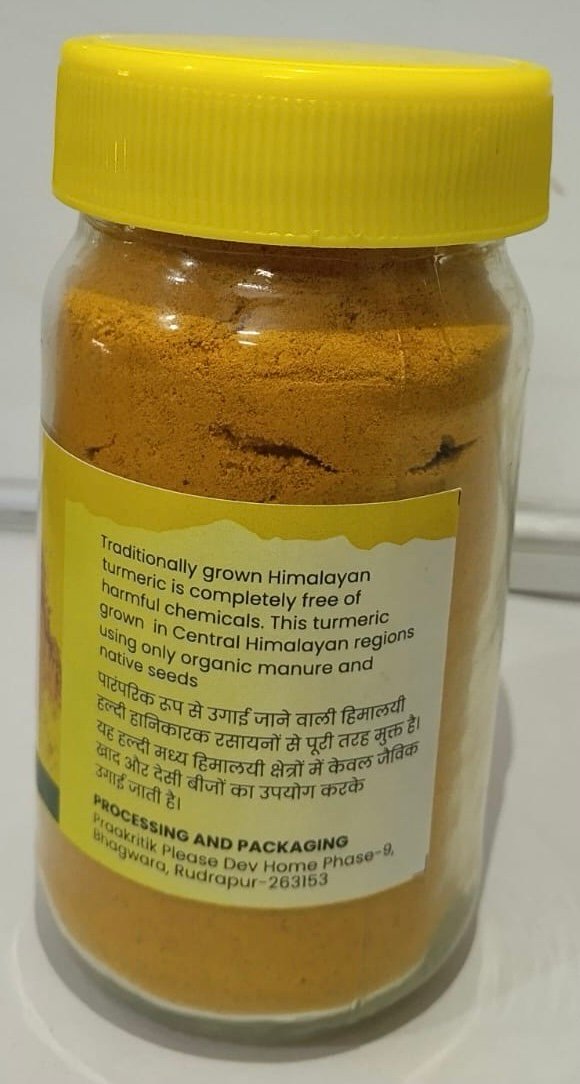 Traditionally grown Himalayan
turmeric is completely free of
harmful chemicals. This turmeric
grown in Central Himalayan regions
using only organic manure and
native seeds
पारंपरिक रूप से उगाई जाने वाली हिमालयी
हल्दी हानिकारक रसायनों से पूरी तरह मुक्त है।
यह हल्दी मध्य हिमालयी क्षेत्रों में केवल जैविक
खाद और देसी बीजों का उपयोग करके
उगाई जाती है।
PROCESSING AND PACKAGING
Praakritik Please Dev Home Phase-9,
Bhagwara, Rudrapur-263153